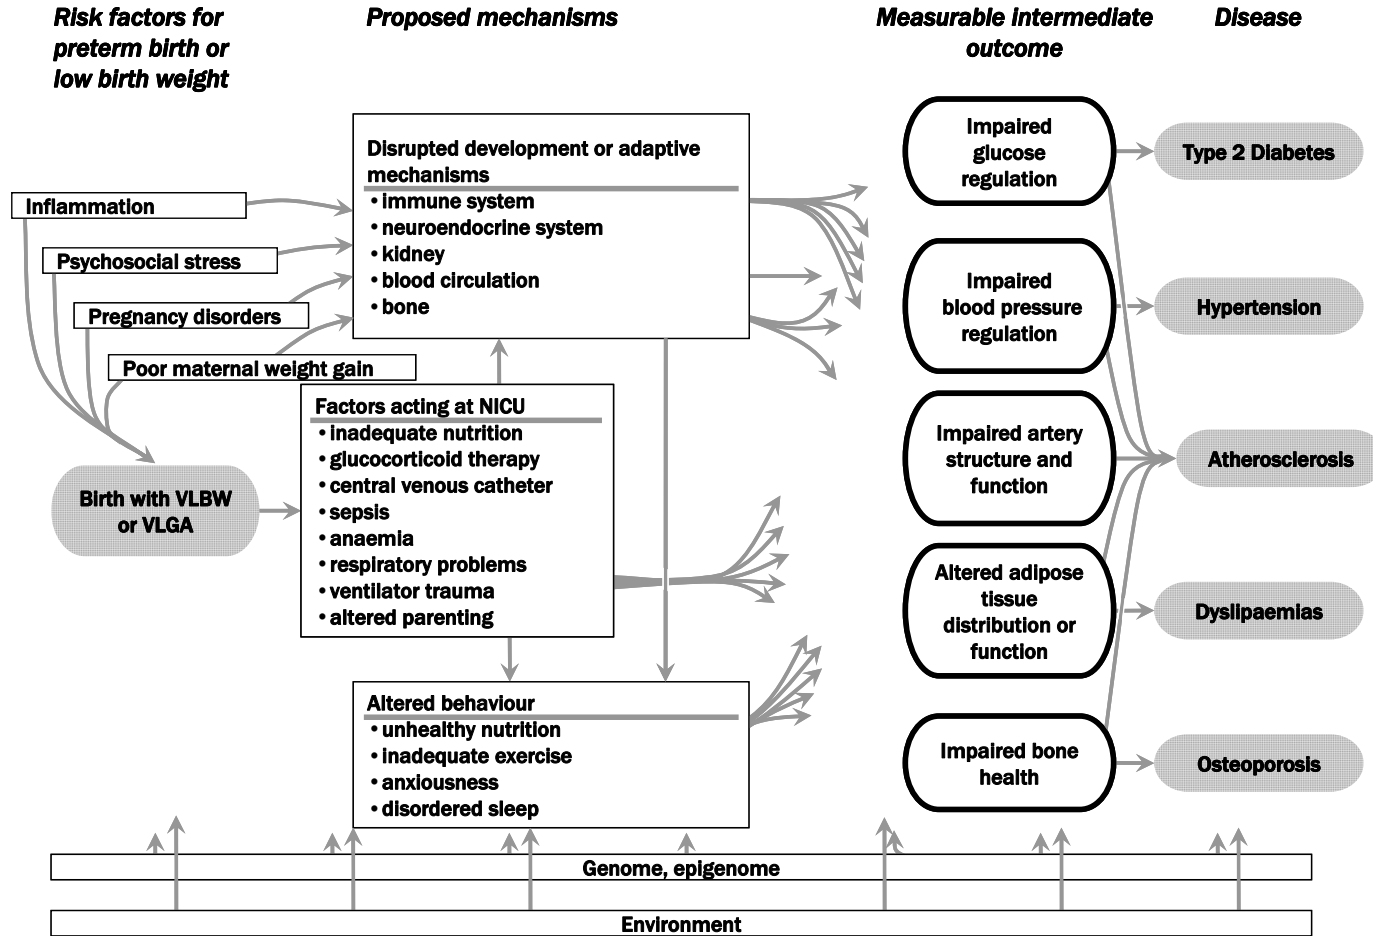 Risk factors for
preterm birth or
low birth weight
Proposed mechanisms
Measurable intermediate
outcome
Disease
Inflammation
Psychosocial stress
Pregnancy disorders
Poor maternal weight gain
Birth with VLBW
or VLGA
Disrupted development or adaptive
mechanisms
• immune system
• neuroendocrine system
• kidney
• blood circulation
• bone
Factors acting at NICU
• inadequate nutrition
• glucocorticoid therapy
• central venous catheter
• sepsis
• anaemia
• respiratory problems
• ventilator trauma
• altered parenting
Altered behaviour
• unhealthy nutrition
• inadequate exercise
• anxiousness
• disordered sleep
Impaired
glucose
regulation
Impaired
blood pressure
regulation
Impaired artery
structure and
function
Altered adipose
tissue
distribution or
function
Impaired bone
health
Type 2 Diabetes
Hypertension
Atherosclerosis
Dyslipaemias
Osteoporosis
Genome, epigenome
Environment